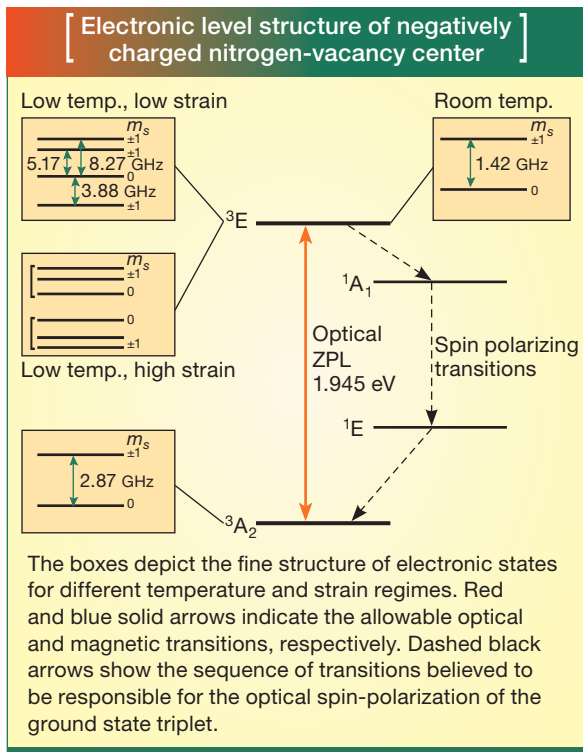 [ Electronic level structure of negatively
charged nitrogen-vacancy center ]
Low temp., low strain
m_s
±1
±1
5.17 8.27 GHz
0
3.88 GHz
±1
Room temp.
m_s
±1
1.42 GHz
0
³E
¹A₁
m_s
±1
0
0
±1
Low temp., high strain
Optical
ZPL
1.945 eV
Spin polarizing
transitions
¹E
m_s
±1
2.87 GHz
0
³A₂
The boxes depict the fine structure of electronic states
for different temperature and strain regimes. Red
and blue solid arrows indicate the allowable optical
and magnetic transitions, respectively. Dashed black
arrows show the sequence of transitions believed to
be responsible for the optical spin-polarization of the
ground state triplet.